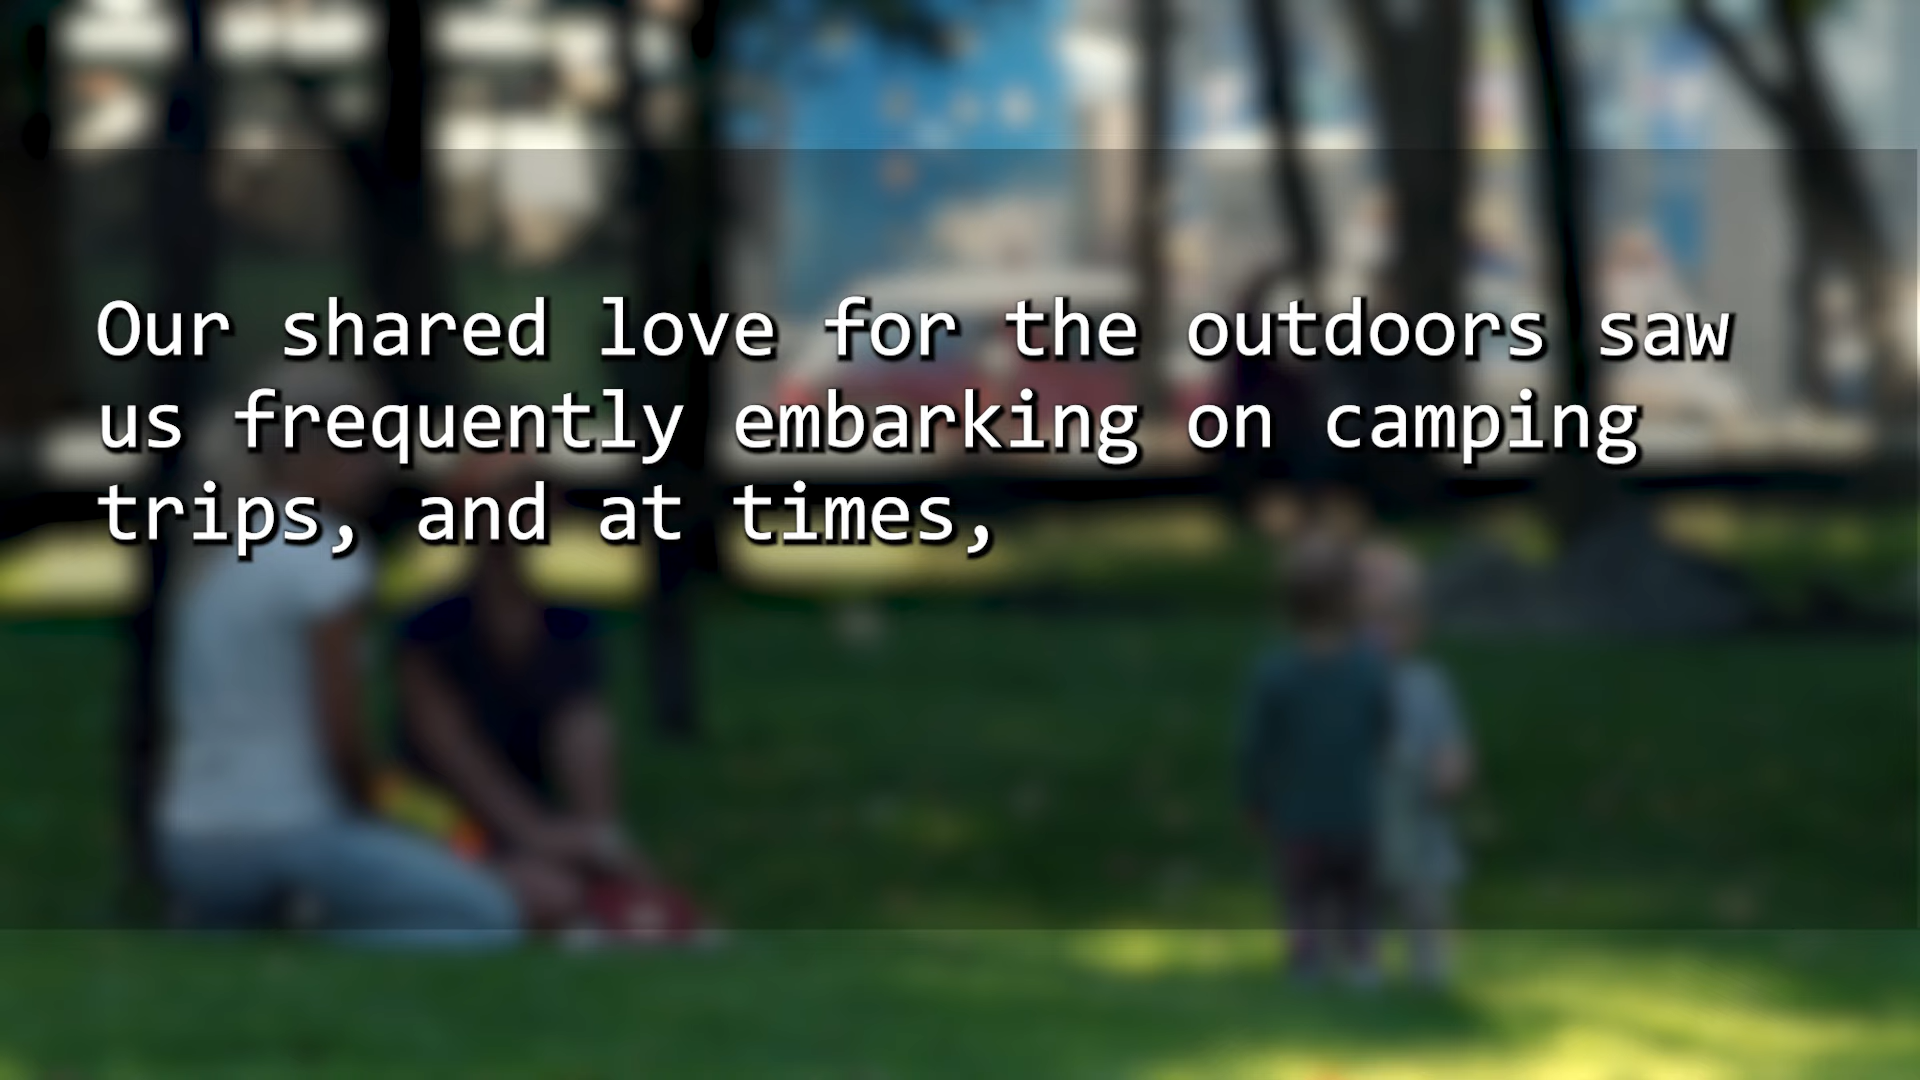 Our shared love for the outdoors saw
us frequently embarking on camping
trips, and at times,